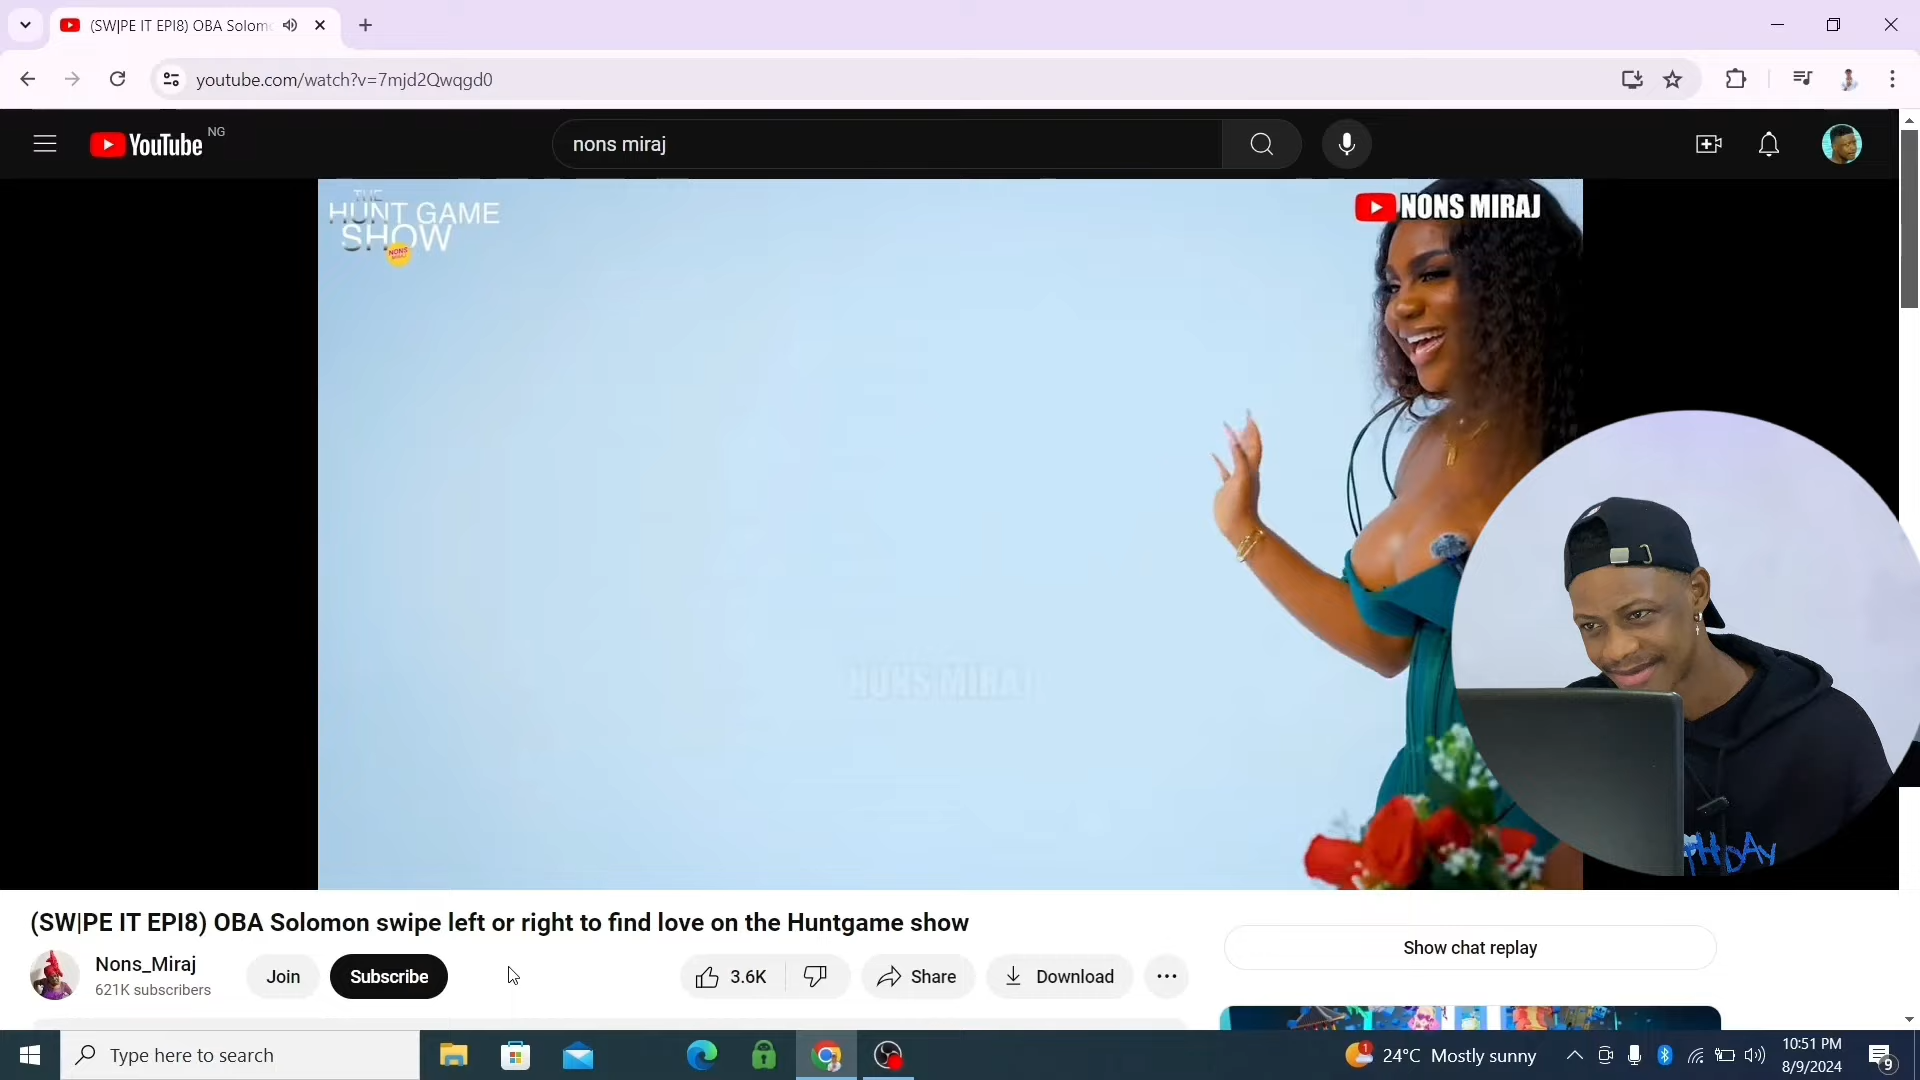 (SW|PE IT EPI8) OBA Solom
youtube.com/watch?v=7mjd2Qwqgd0
YouTube NG
nons miraj
THE
HUNT GAME
SHOW
NONS MIRAJ
NONS MIRAJ
(SW|PE IT EPI8) OBA Solomon swipe left or right to find love on the Huntgame show
Nons_Miraj
621K subscribers
Join
Subscribe
3.6K
Share
Download
Show chat replay
Type here to search
1
24°C Mostly sunny
10:51 PM
8/9/2024
9